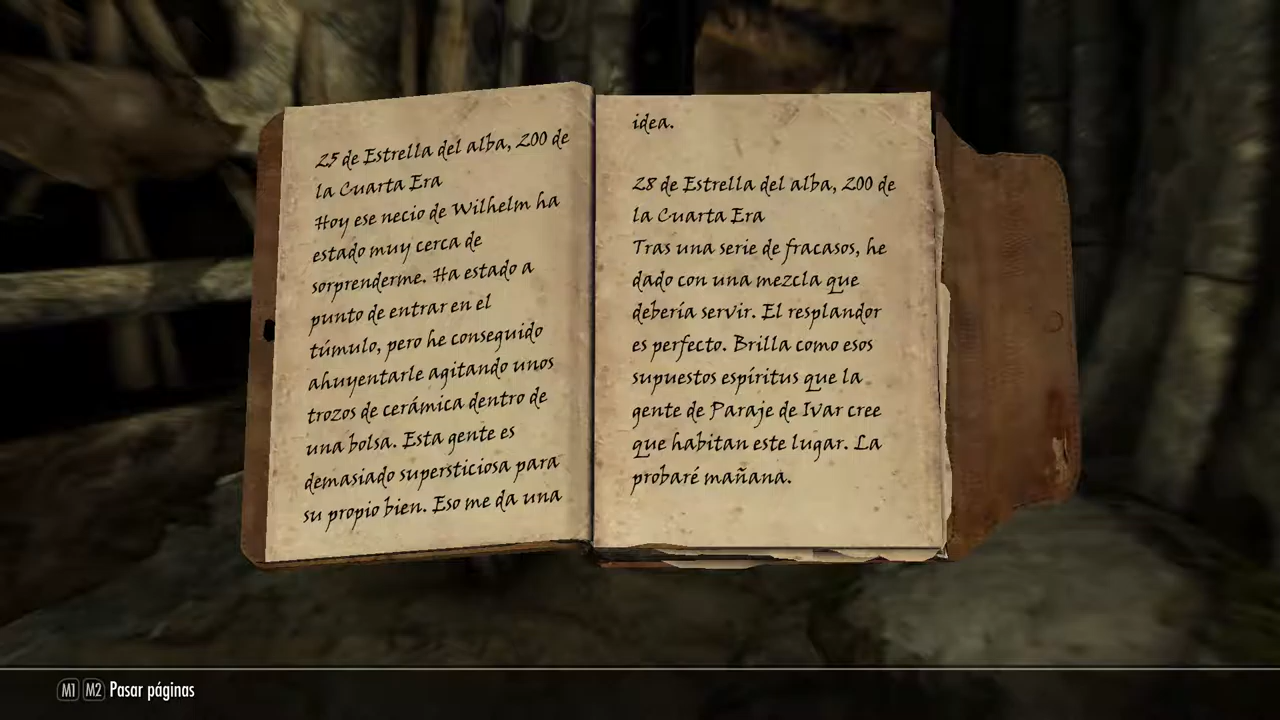 25 de Estrella del alba, 200 de
la Cuarta Era
Hoy ese necio de Wilhelm ha
estado muy cerca de
sorprenderme. Ha estado a
punto de entrar en el
túmulo, pero he conseguido
ahuyentarle agitando unos
trozos de cerámica dentro de
una bolsa. Esta gente es
demasiado supersticiosa para
su propio bien. Eso me da una
idea.
28 de Estrella del alba, 200 de
la Cuarta Era
Tras una serie de fracasos, he
dado con una mezcla que
debería servir. El resplandor
es perfecto. Brilla como esos
supuestos espíritus que la
gente de Paraje de Ivar cree
que habitan este lugar. La
probaré mañana.
M1 M2 Pasar páginas